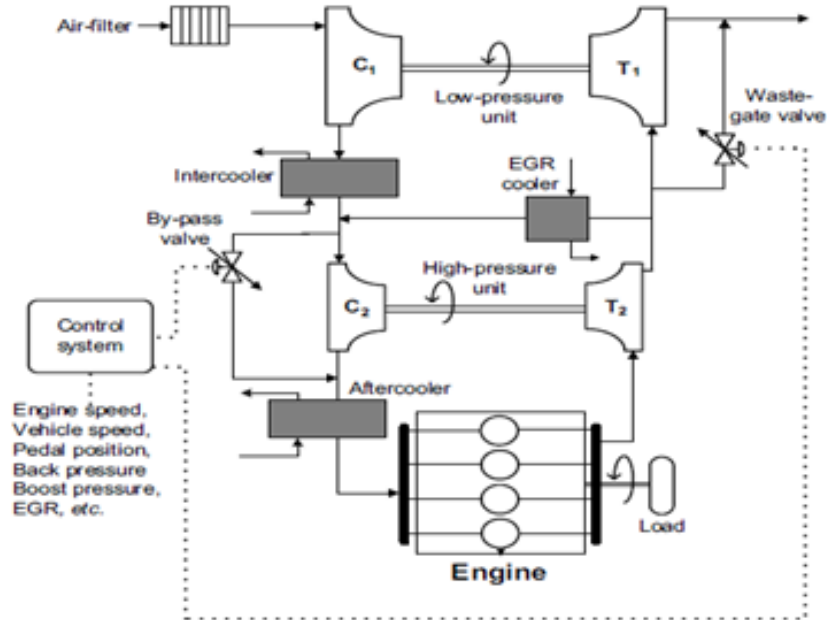 Air-filter
C₁
T₁
Low-pressure
unit
Waste-
gate valve
Intercooler
EGR
cooler
By-pass
valve
High-pressure
unit
C₂
T₂
Control
system
Aftercooler
Engine speed,
Vehicle speed,
Pedal position,
Back pressure
Boost pressure,
EGR, etc.
Load
Engine